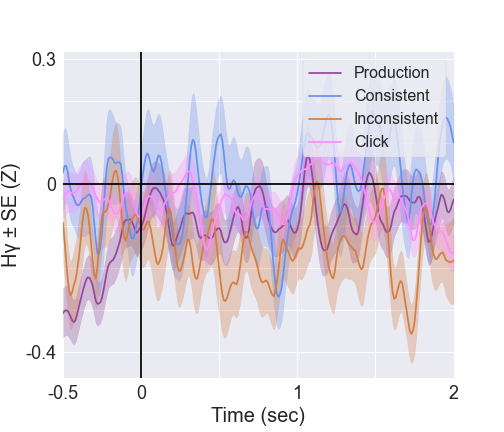 0.3
0
-0.4
Hγ ± SE (Z)
Production
Consistent
Inconsistent
Click
-0.5
0
1
2
Time (sec)